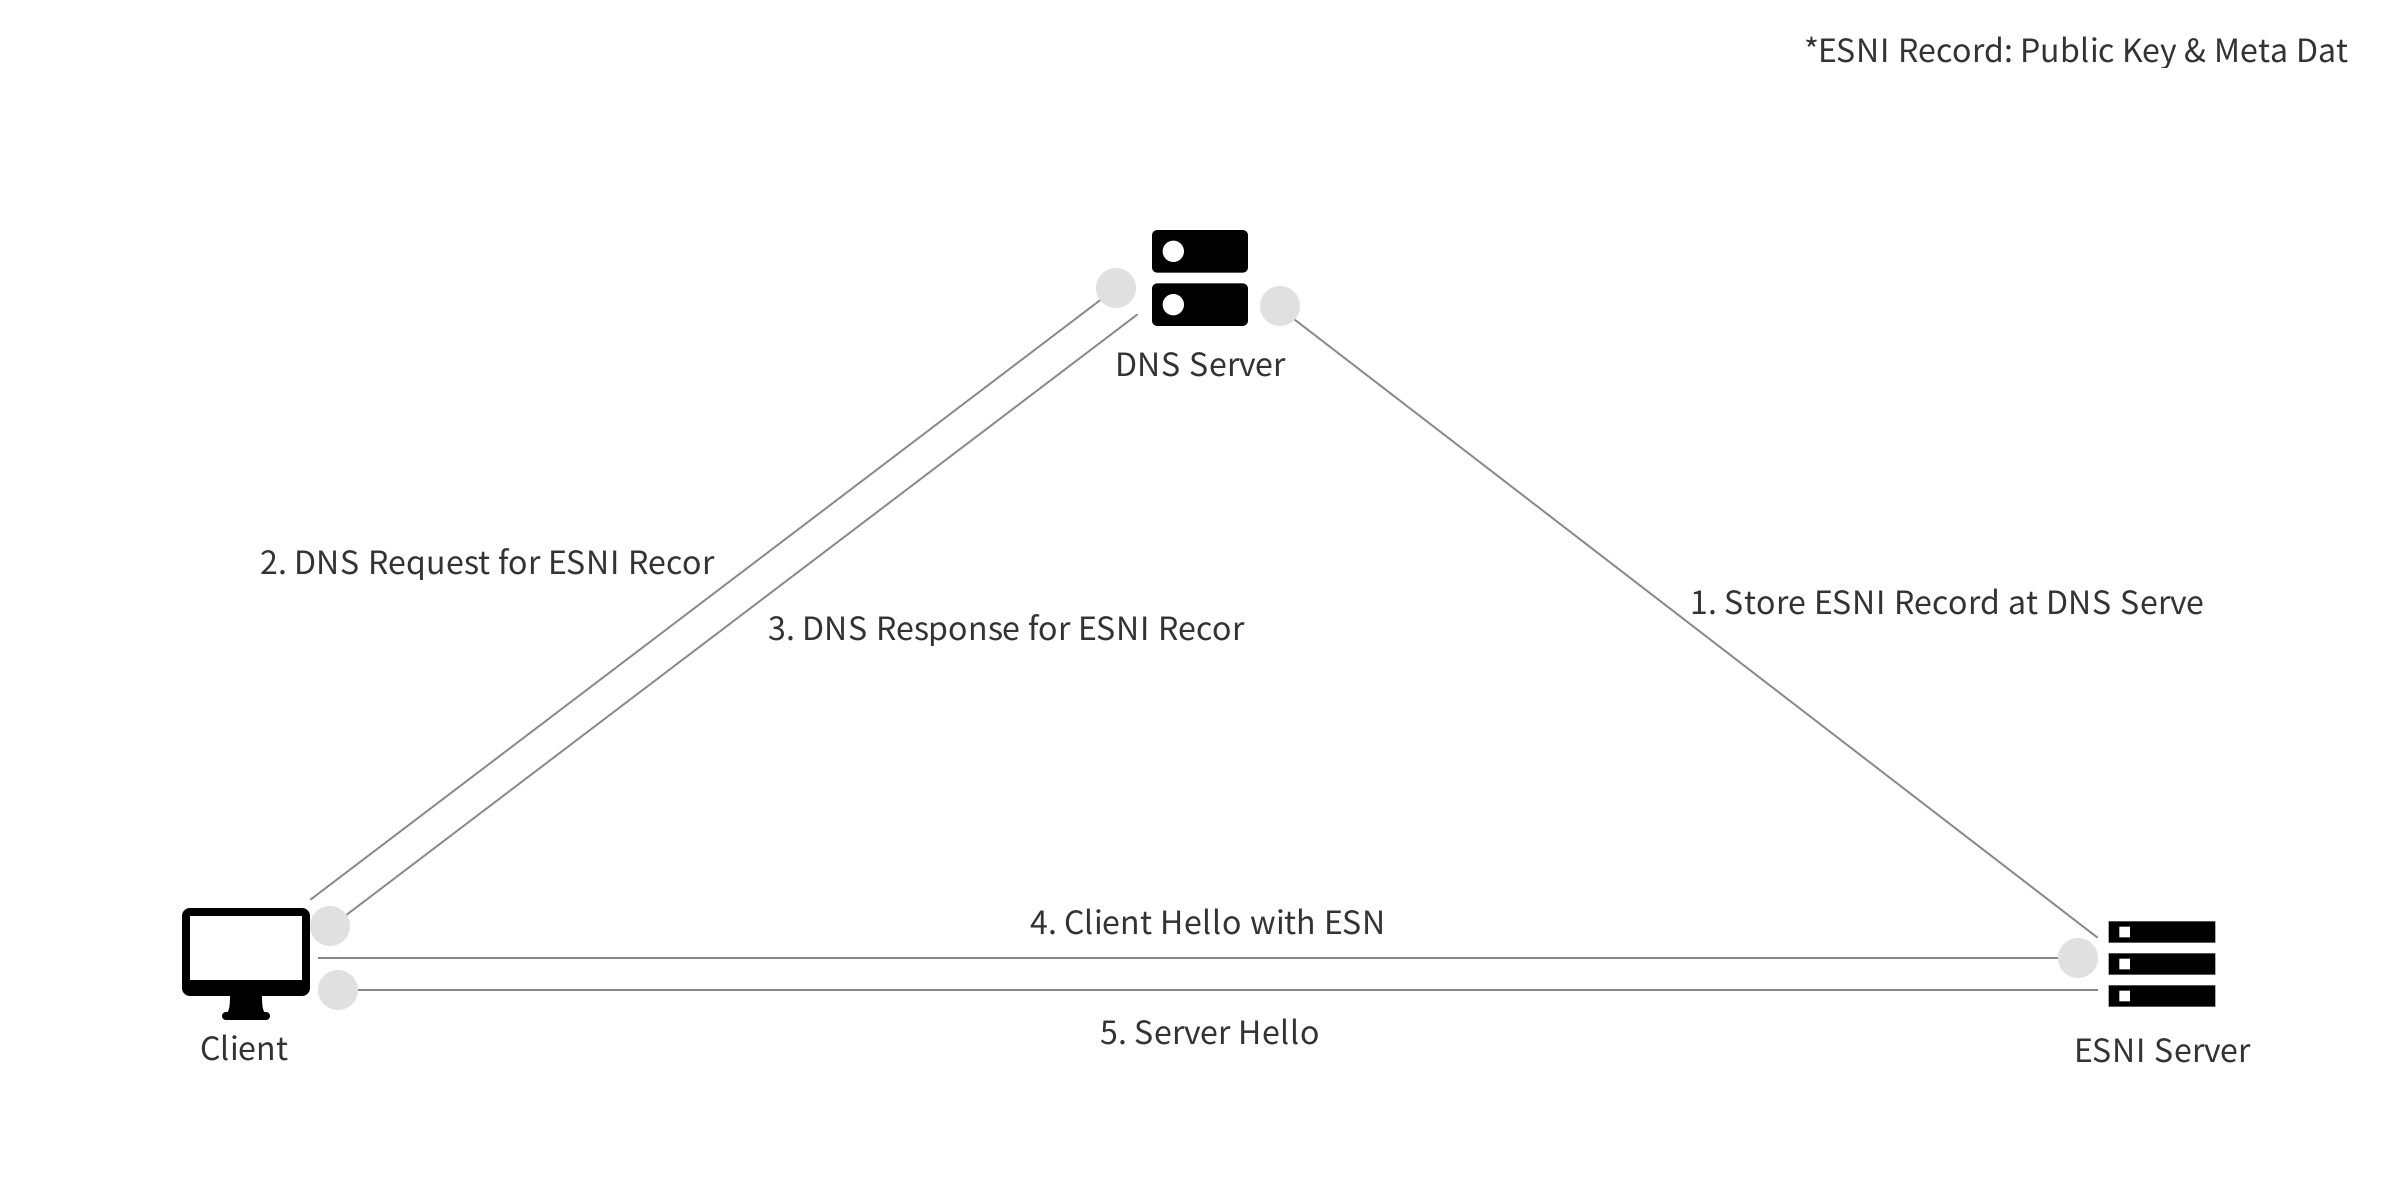 *ESNI Record: Public Key & Meta Dat
DNS Server
2. DNS Request for ESNI Recor
1. Store ESNI Record at DNS Serve
3. DNS Response for ESNI Recor
4. Client Hello with ESN
5. Server Hello
Client
ESNI Server